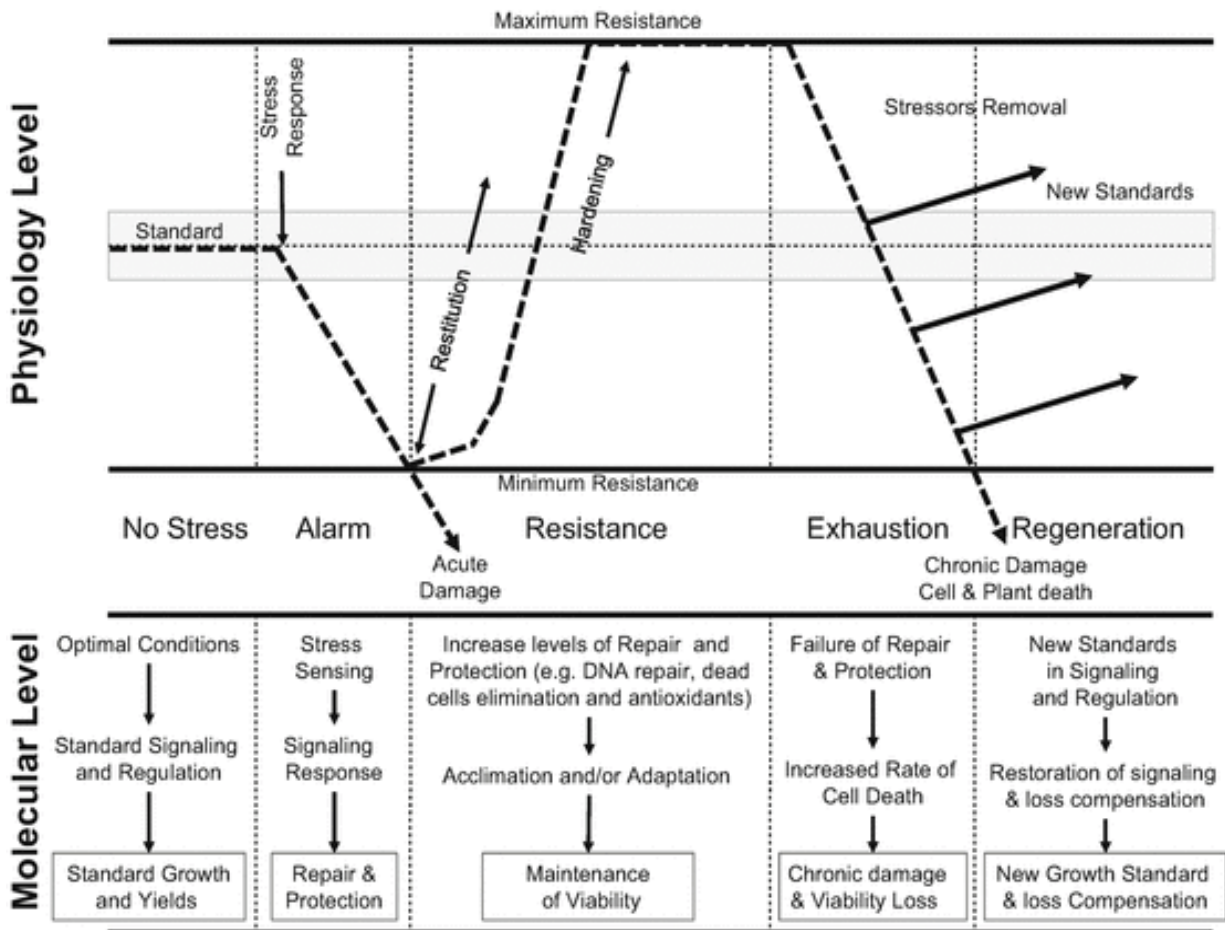 Maximum Resistance
Physiology Level
Stress
Response
Standard
Restitution
Hardening
Stressors Removal
New Standards
Minimum Resistance
No Stress
Alarm
Resistance
Exhaustion
Regeneration
Acute
Damage
Chronic Damage
Cell & Plant death
Molecular Level
Optimal Conditions
Standard Signaling
and Regulation
Standard Growth
and Yields
Stress
Sensing
Signaling
Response
Repair &
Protection
Increase levels of Repair and
Protection (e.g. DNA repair, dead
cells elimination and antioxidants)
Acclimation and/or Adaptation
Maintenance
of Viability
Failure of Repair
& Protection
Increased Rate of
Cell Death
Chronic damage
& Viability Loss
New Standards
in Signaling
and Regulation
Restoration of signaling
& loss compensation
New Growth Standard
& loss Compensation